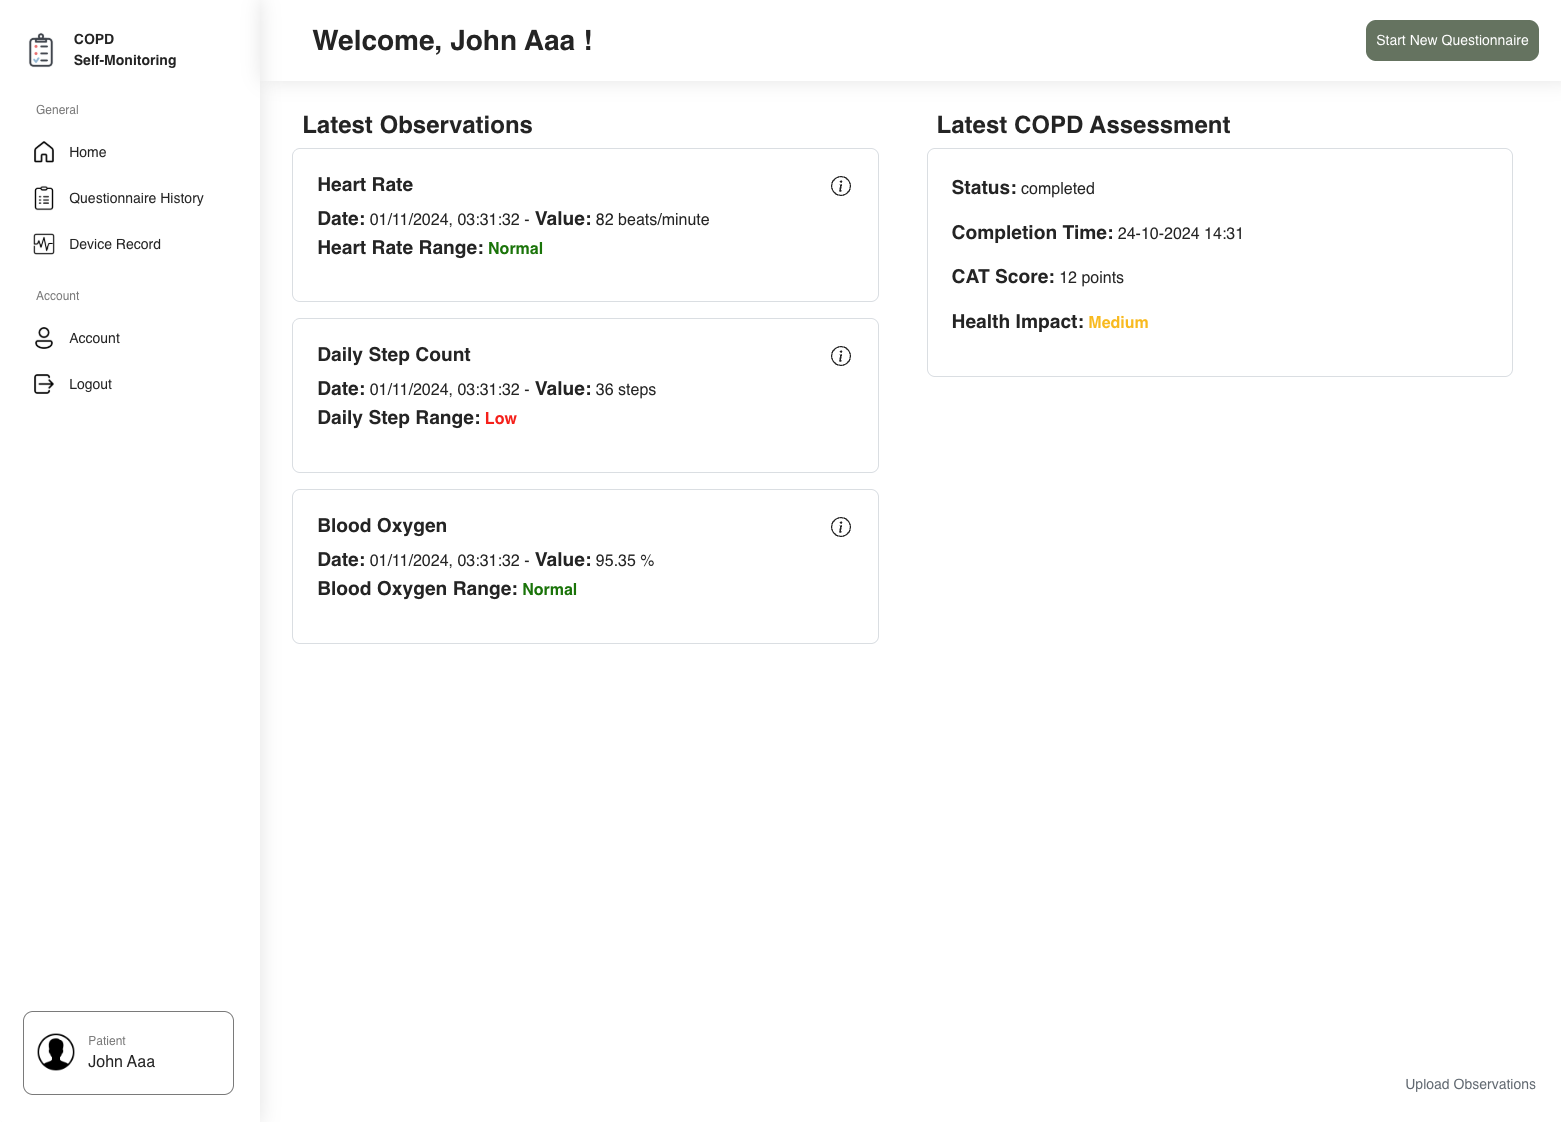 COPD
Self-Monitoring
General
Home
Questionnaire History
Device Record
Account
Account
Logout
Patient
John Aaa
Welcome, John Aaa !
Start New Questionnaire
Latest Observations
Heart Rate
Date: 01/11/2024, 03:31:32 - Value: 82 beats/minute
Heart Rate Range: Normal
Daily Step Count
Date: 01/11/2024, 03:31:32 - Value: 36 steps
Daily Step Range: Low
Blood Oxygen
Date: 01/11/2024, 03:31:32 - Value: 95.35 %
Blood Oxygen Range: Normal
Latest COPD Assessment
Status: completed
Completion Time: 24-10-2024 14:31
CAT Score: 12 points
Health Impact: Medium
Upload Observations